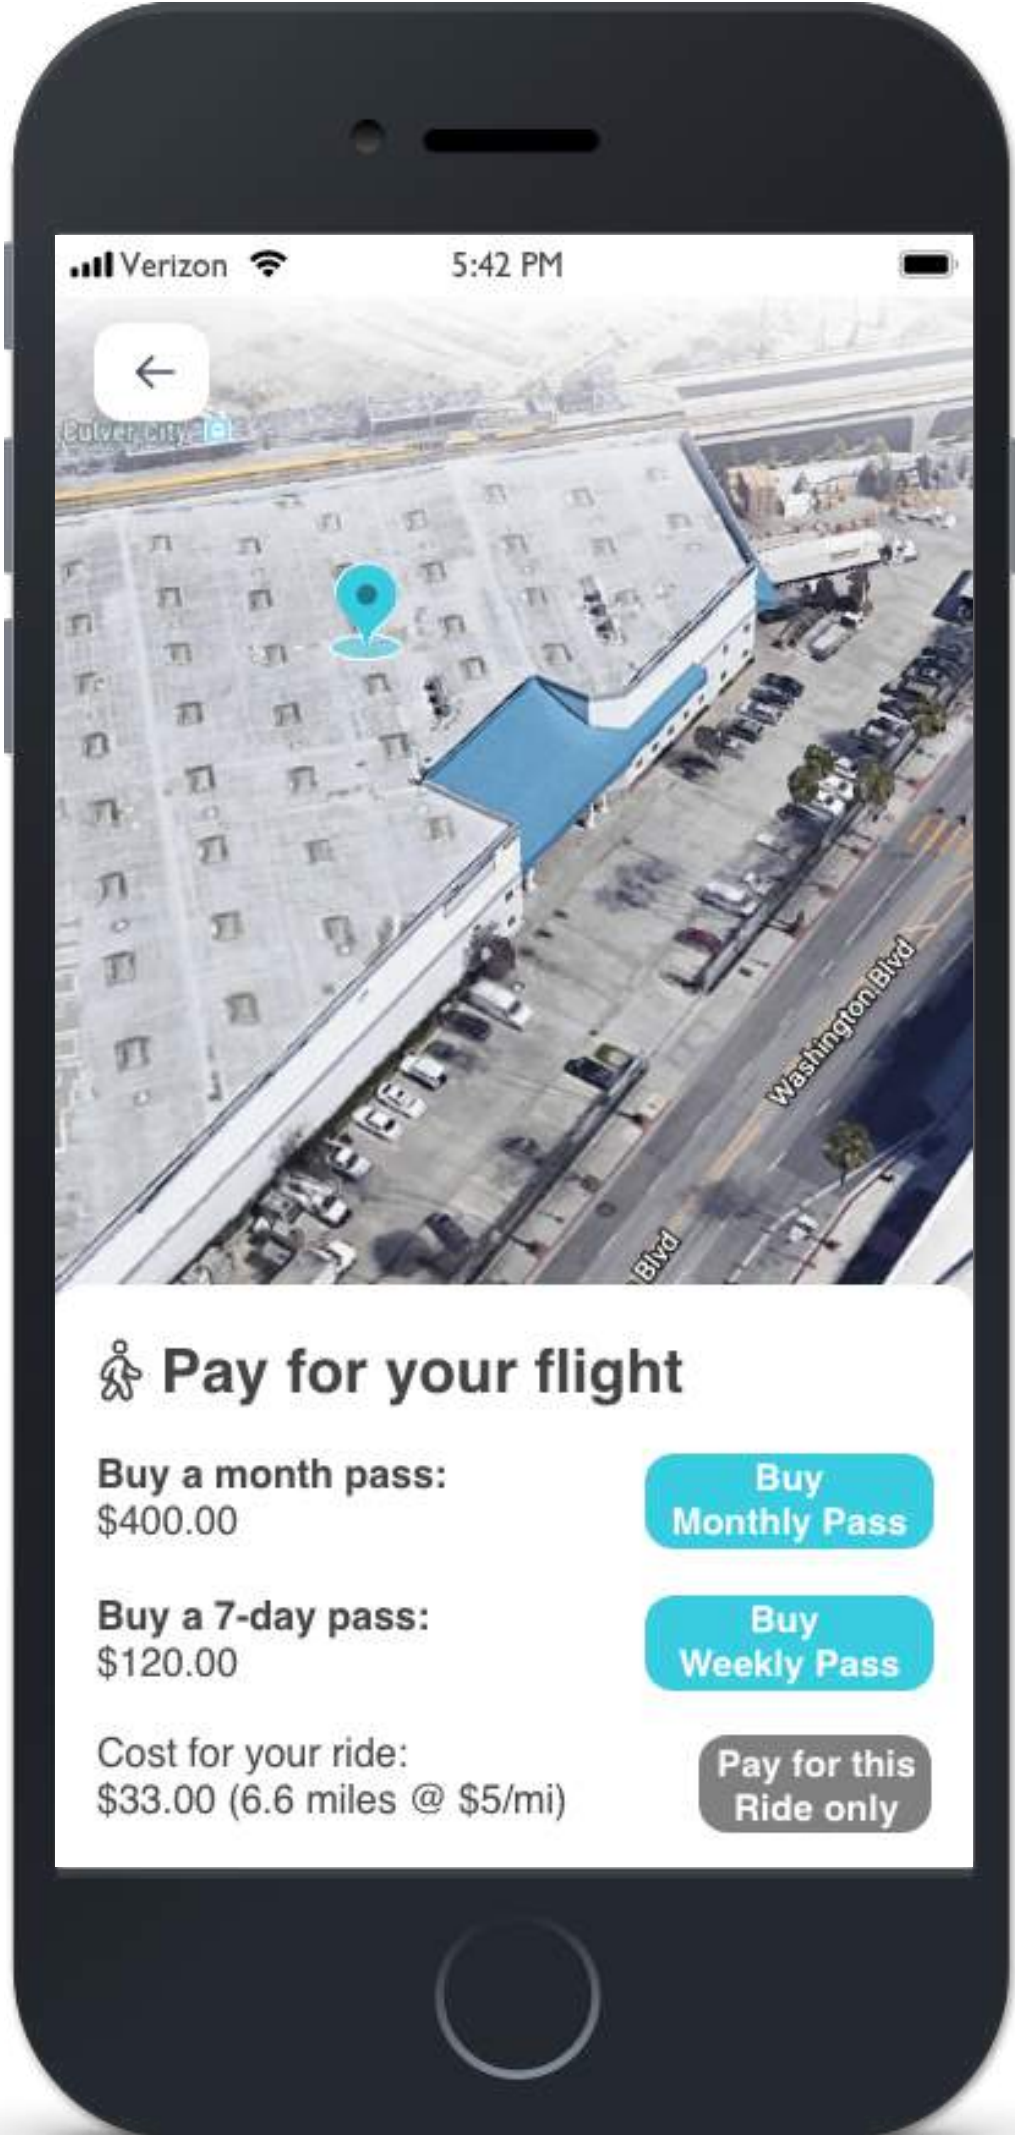 Verizon 5:42 PM
Culver City
Washington Blvd
Blvd
Pay for your flight
Buy a month pass:
$400.00
Buy
Monthly Pass
Buy a 7-day pass:
$120.00
Buy
Weekly Pass
Cost for your ride:
$33.00 (6.6 miles @ $5/mi)
Pay for this
Ride only